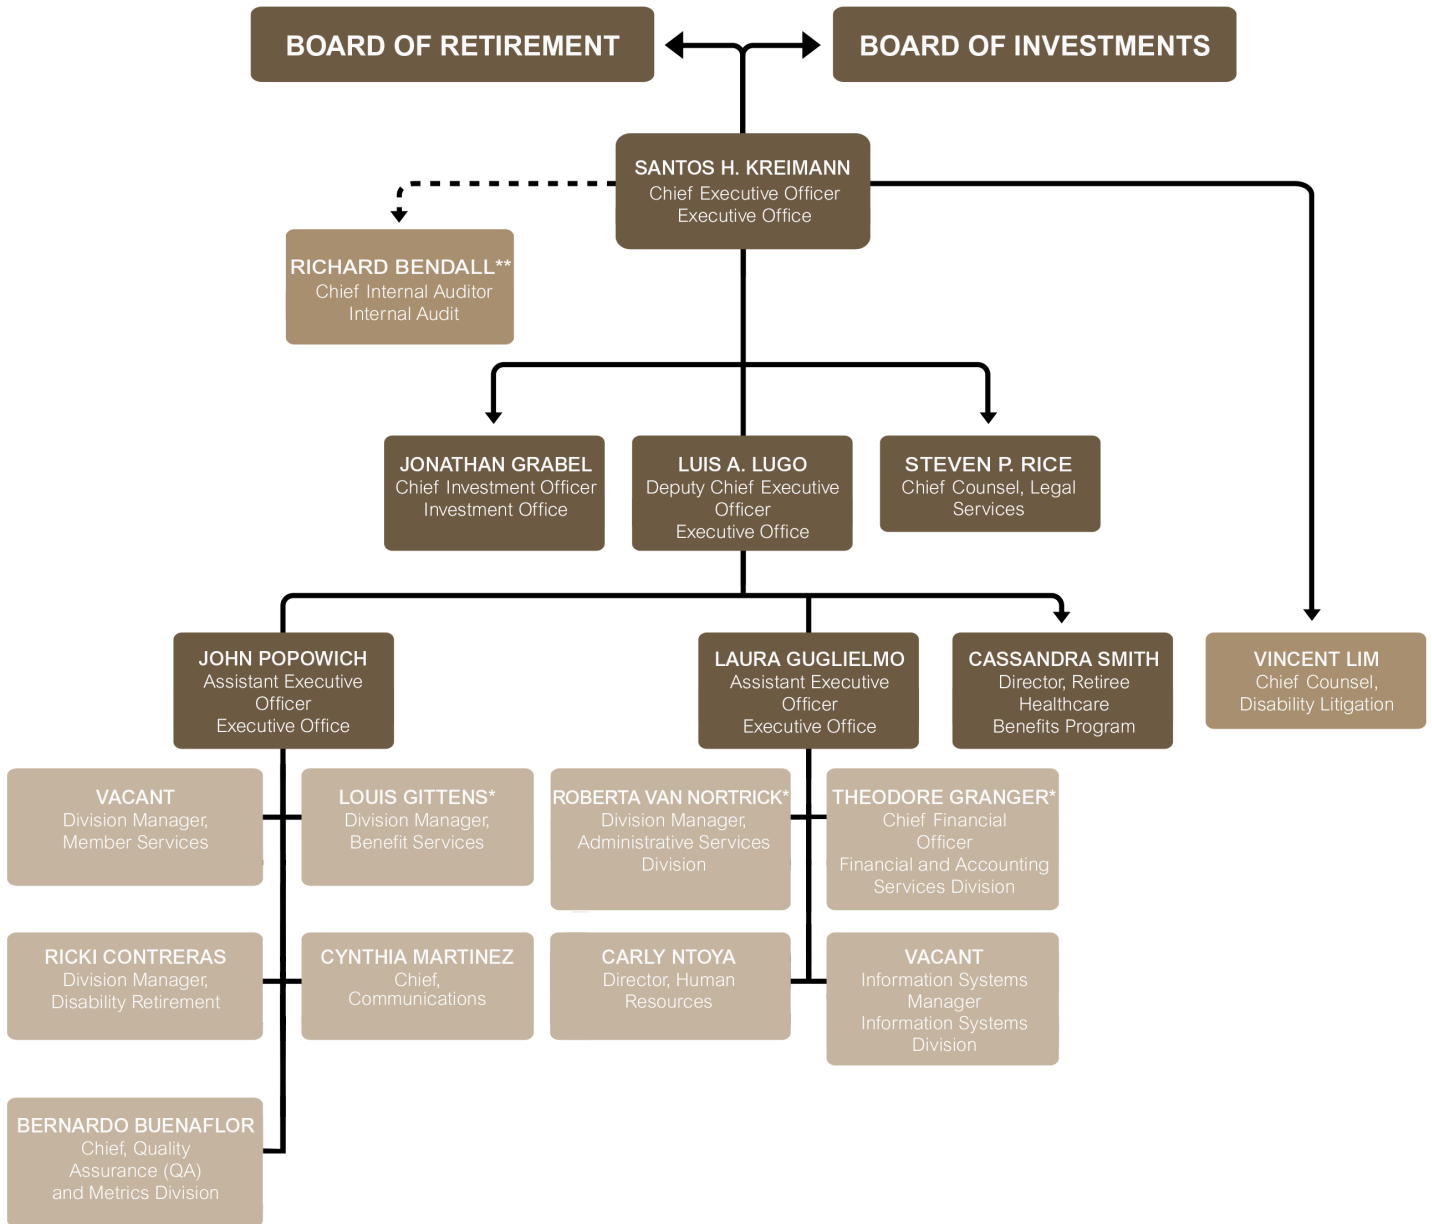 BOARD OF RETIREMENT
BOARD OF INVESTMENTS
SANTOS H. KREIMANN
Chief Executive Officer
Executive Office
RICHARD BENDALL**
Chief Internal Auditor
Internal Audit
JONATHAN GRABEL
Chief Investment Officer
Investment Office
LUIS A. LUGO
Deputy Chief Executive
Officer
Executive Office
STEVEN P. RICE
Chief Counsel, Legal
Services
JOHN POPOWICH
Assistant Executive
Officer
Executive Office
LAURA GUGLIELMO
Assistant Executive
Officer
Executive Office
CASSANDRA SMITH
Director, Retiree
Healthcare
Benefits Program
VINCENT LIM
Chief Counsel,
Disability Litigation
VACANT
Division Manager,
Member Services
LOUIS GITTENS*
Division Manager,
Benefit Services
ROBERTA VAN NORTRICK*
Division Manager,
Administrative Services
Division
THEODORE GRANGER*
Chief Financial
Officer
Financial and Accounting
Services Division
RICKI CONTRERAS
Division Manager,
Disability Retirement
CYNTHIA MARTINEZ
Chief,
Communications
CARLY NTOYA
Director, Human
Resources
VACANT
Information Systems
Manager
Information Systems
Division
BERNARDO BUENAFLOR
Chief, Quality
Assurance (QA)
and Metrics Division